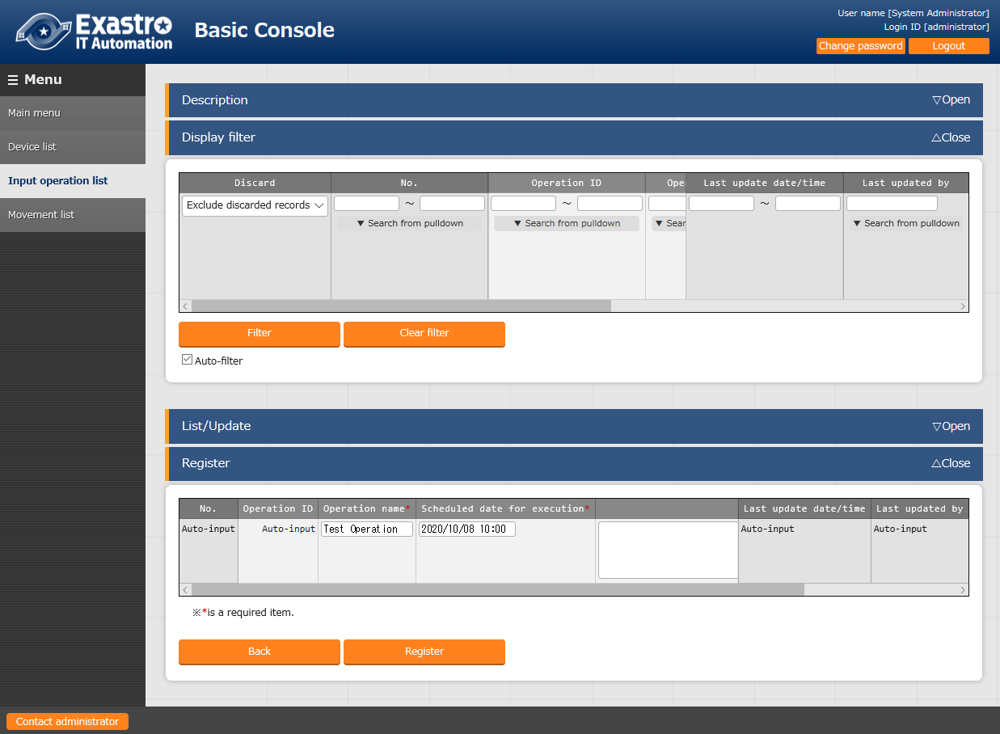 Exastro
IT Automation
Basic Console
User name [System Administrator]
Login ID [administrator]
Change password
Logout
Menu
Main menu
Device list
Input operation list
Movement list
Description
▽Open
Display filter
△Close
Discard No. Operation ID Ope Last update date/time Last updated by
Exclude discarded records ~ ~ ~
▼ Search from pulldown ▼ Search from pulldown ▼ Sear ▼ Search from pulldown
Filter Clear filter
Auto-filter
List/Update
▽Open
Register
△Close
No. Operation ID Operation name* Scheduled date for execution* Last update date/time Last updated by
Auto-input Auto-input Test Operation 2020/10/08 10:00 Auto-input Auto-input
※*is a required item.
Back Register
Contact administrator